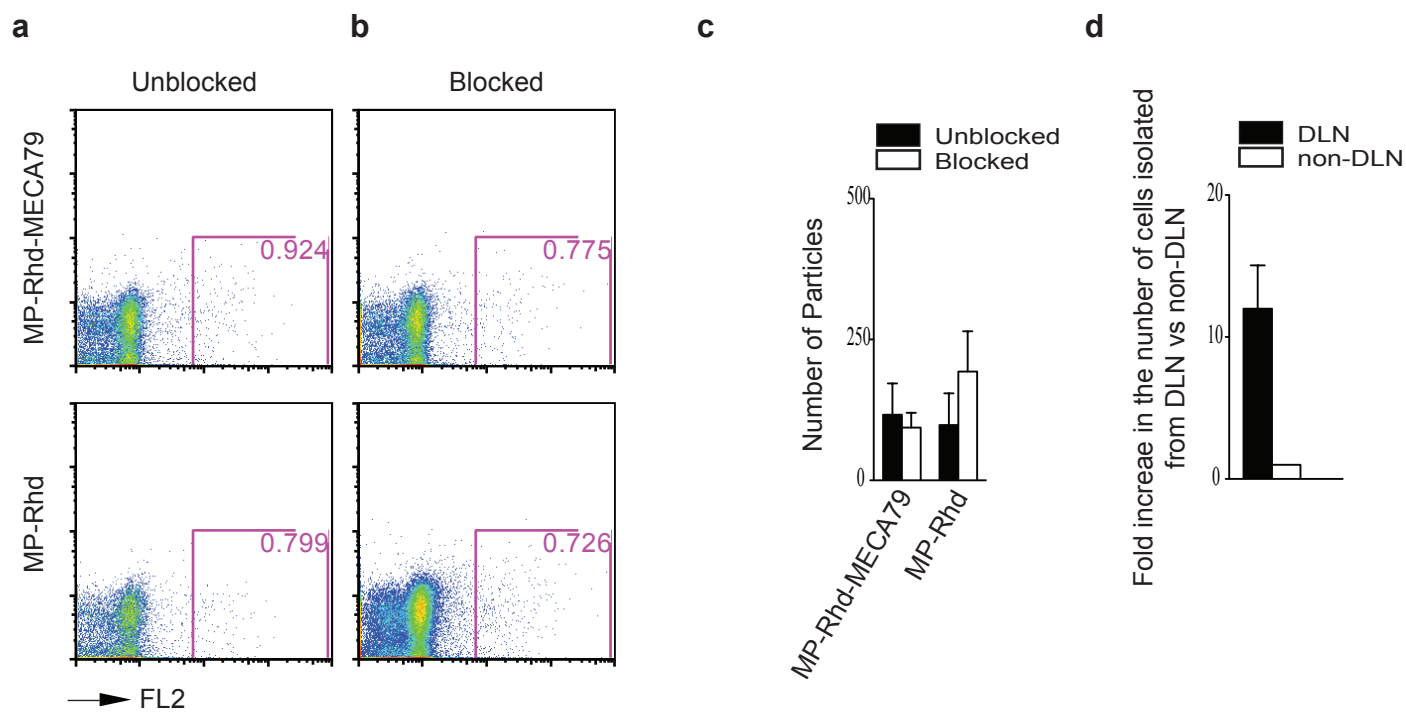 a
b
c
d
Unblocked
Blocked
MP-Rhd-MECA79
0.924
0.775
MP-Rhd
0.799
0.726
FL2
Unblocked
Blocked
Number of Particles
500
250
0
MP-Rhd-MECA79
MP-Rhd
DLN
non-DLN
Fold increae in the nunber of cells isolated
from DLN vs non-DLN
20
10
0